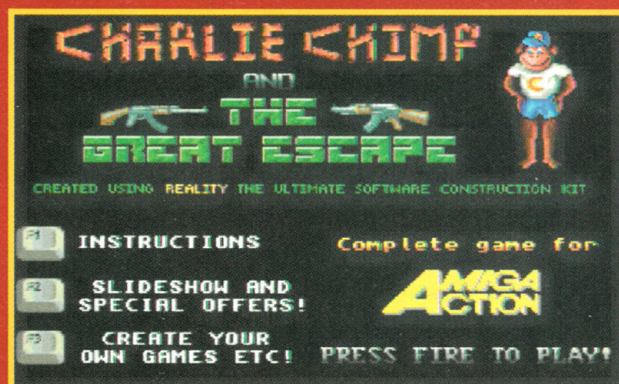 CHARLIE CHIMP
AND
THE
GREAT ESCAPE
CREATED USING REALITY THE ULTIMATE SOFTWARE CONSTRUCTION KIT
C
F1 INSTRUCTIONS
F2 SLIDESHOW AND
SPECIAL OFFERS!
F3 CREATE YOUR
OWN GAMES ETC!
Complete game for
AMIGA
ACTION
PRESS FIRE TO PLAY!